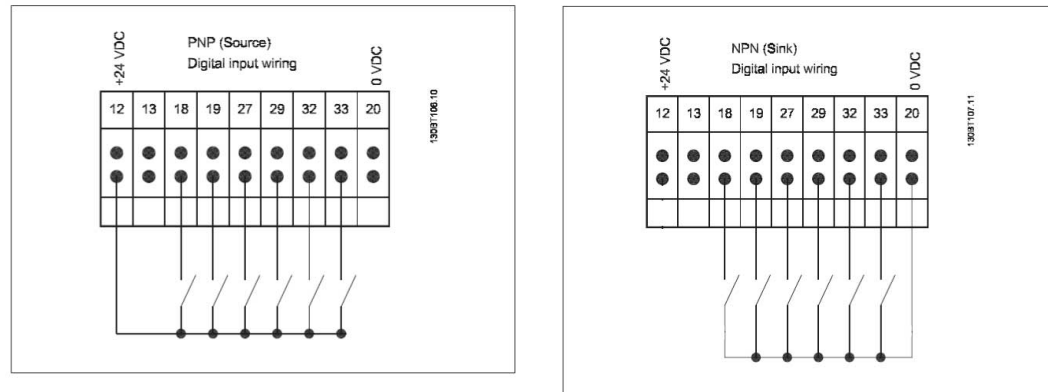 +24 VDC
PNP (Source)
Digital input wiring
0 VDC
12 13 18 19 27 29 32 33 20
130BT106.10
+24 VDC
NPN (Sink)
Digital input wiring
0 VDC
12 13 18 19 27 29 32 33 20
130BT107.11